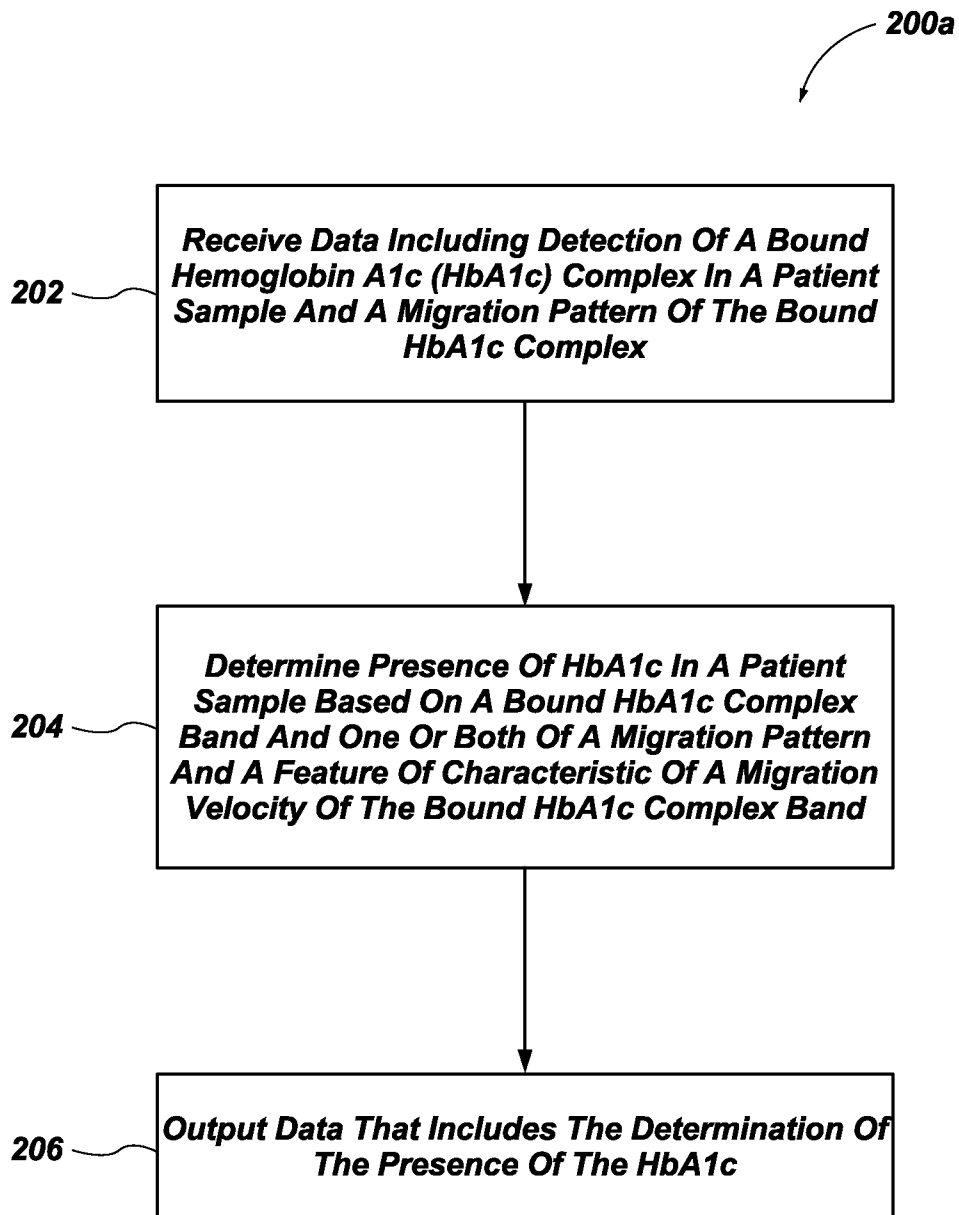 200a
Receive Data Including Detection Of A Bound
Hemoglobin A1c (HbA1c) Complex In A Patient
Sample And A Migration Pattern Of The Bound
HbA1c Complex
202
Determine Presence Of HbA1c In A Patient
Sample Based On A Bound HbA1c Complex
Band And One Or Both Of A Migration Pattern
And A Feature Of Characteristic Of A Migration
Velocity Of The Bound HbA1c Complex Band
204
Output Data That Includes The Determination Of
The Presence Of The HbA1c
206